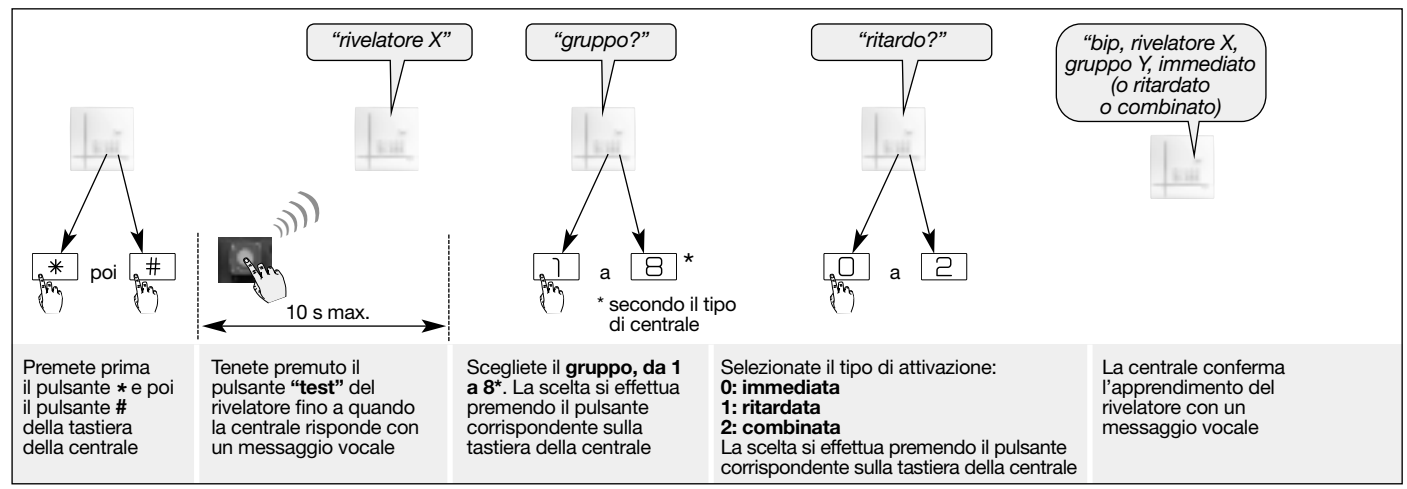 “rivelatore X”
“gruppo?”
“ritardo?”
“bip, rivelatore X,
gruppo Y, immediato
(o ritardato
o combinato)
* poi #
10 s max.
1 a 8 *
* secondo il tipo
di centrale
0 a 2
Premete prima
il pulsante * e poi
il pulsante #
della tastiera
della centrale
Tenete premuto il
pulsante “test” del
rivelatore fino a quando
la centrale risponde con
un messaggio vocale
Scegliete il gruppo, da 1
a 8*. La scelta si effettua
premendo il pulsante
corrispondente sulla
tastiera della centrale
Selezionate il tipo di attivazione:
0: immediata
1: ritardata
2: combinata
La scelta si effettua premendo il pulsante
corrispondente sulla tastiera della centrale
La centrale conferma
l’apprendimento del
rivelatore con un
messaggio vocale